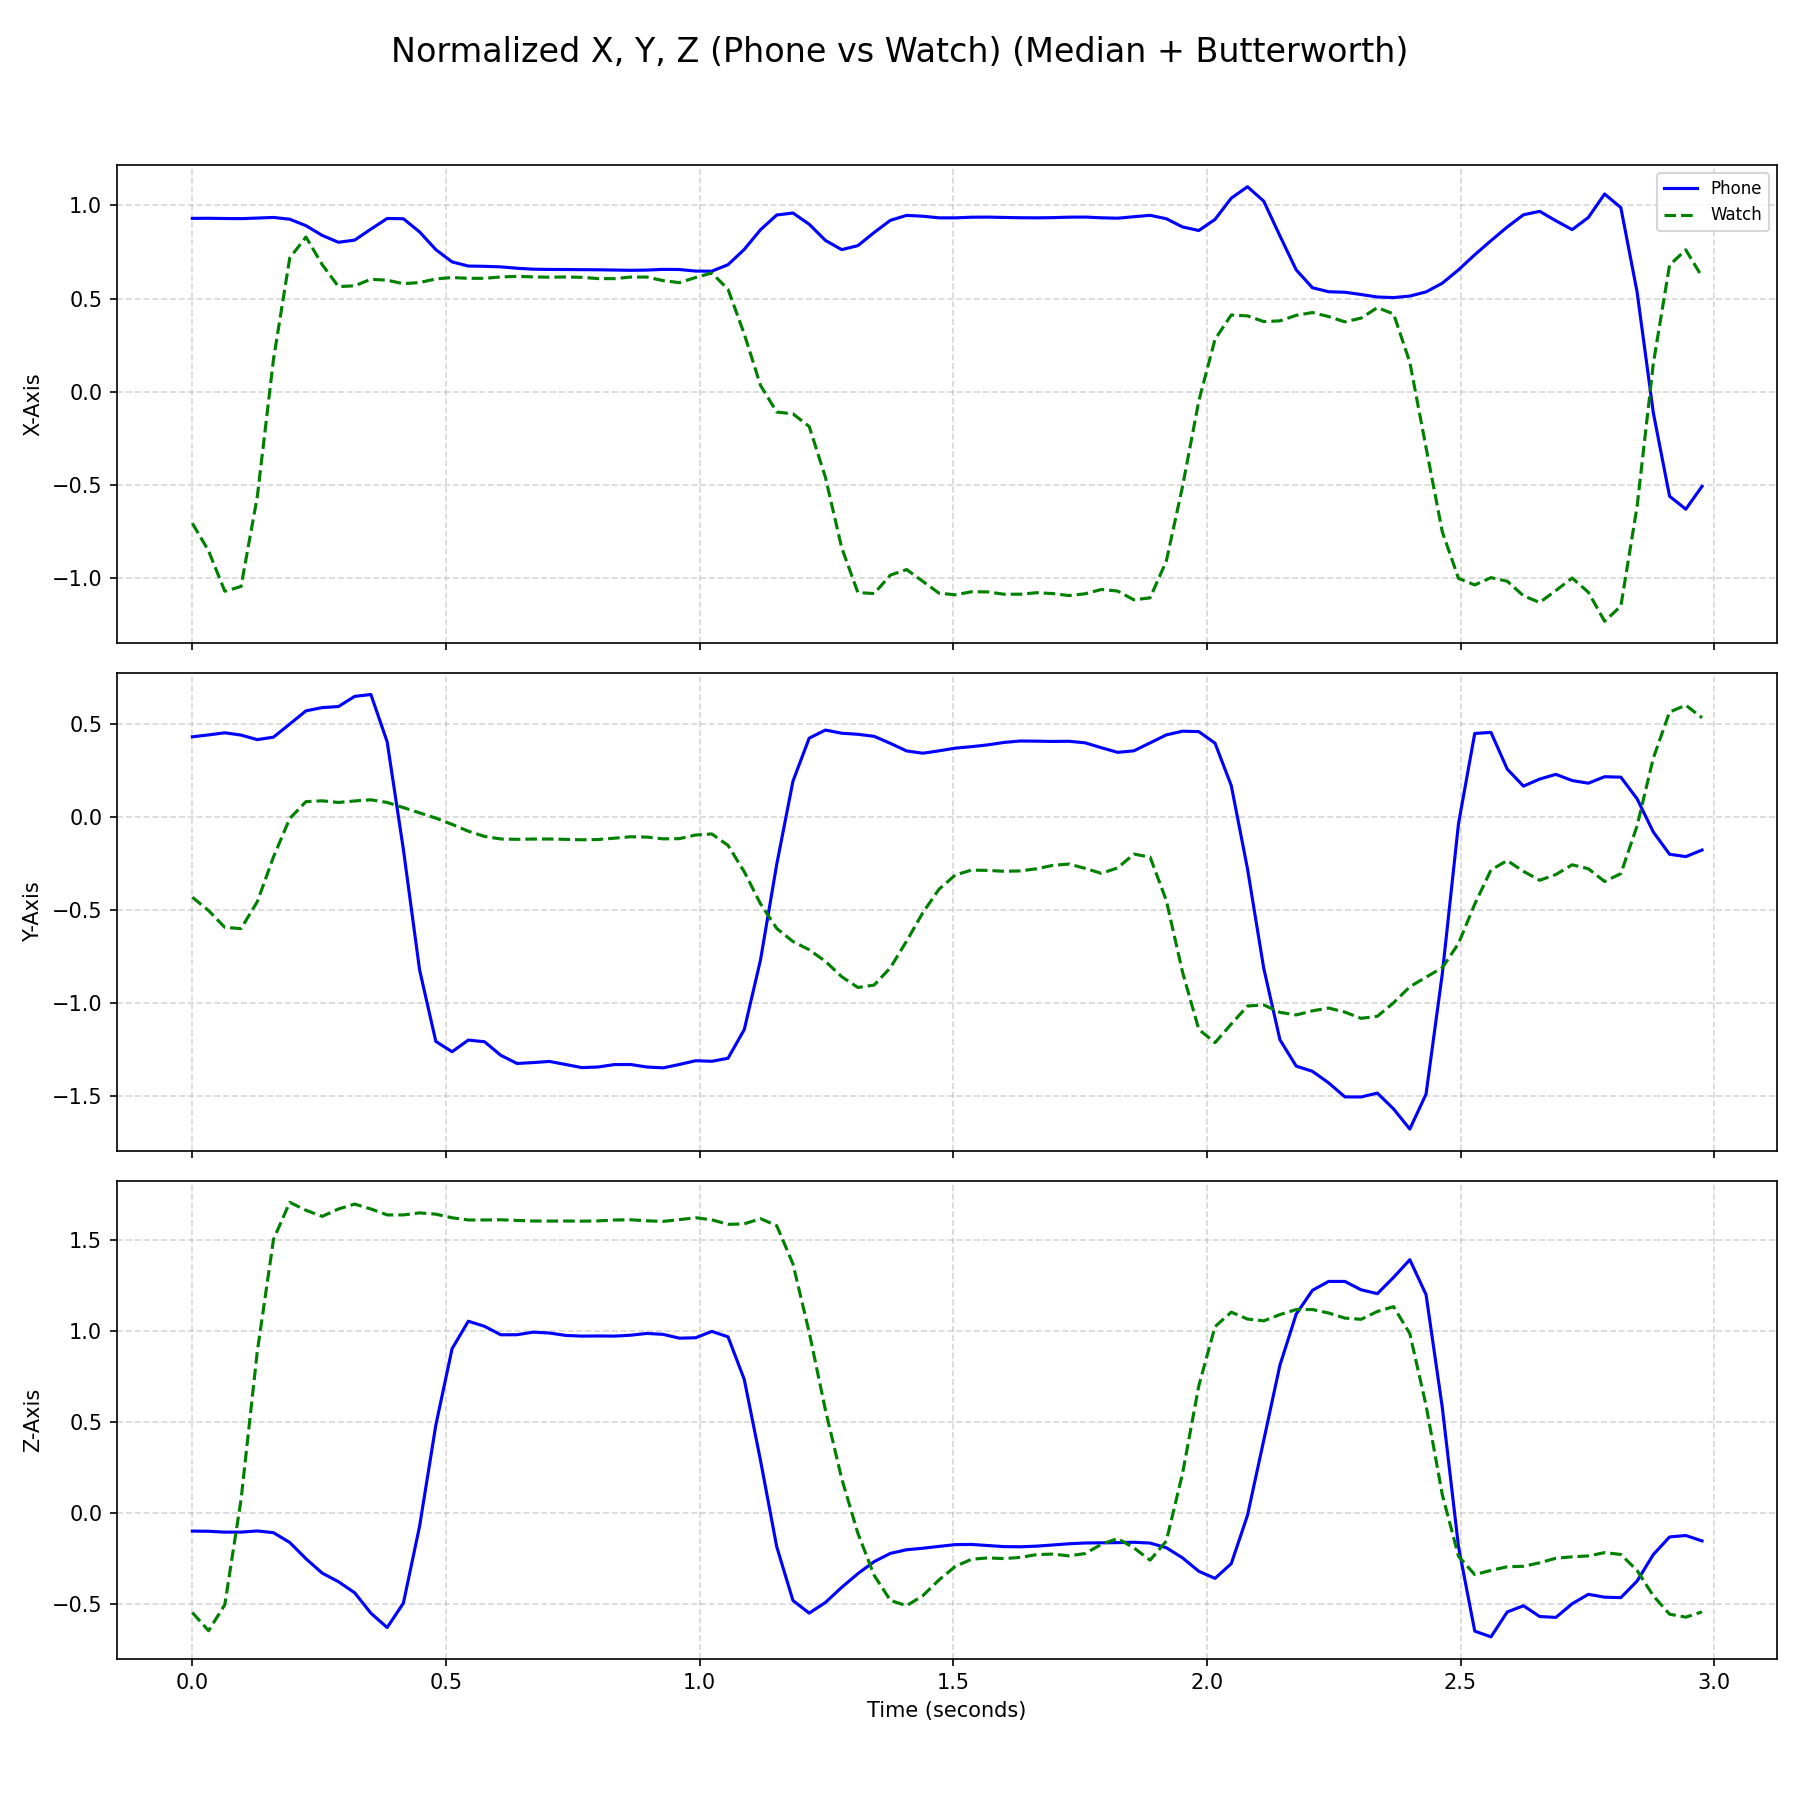 Normalized X, Y, Z (Phone vs Watch) (Median + Butterworth)
Phone
Watch
1.0
0.5
0.0
−0.5
−1.0
X-Axis
0.5
0.0
−0.5
−1.0
−1.5
Y-Axis
1.5
1.0
0.5
0.0
−0.5
Z-Axis
0.0 0.5 1.0 1.5 2.0 2.5 3.0
Time (seconds)